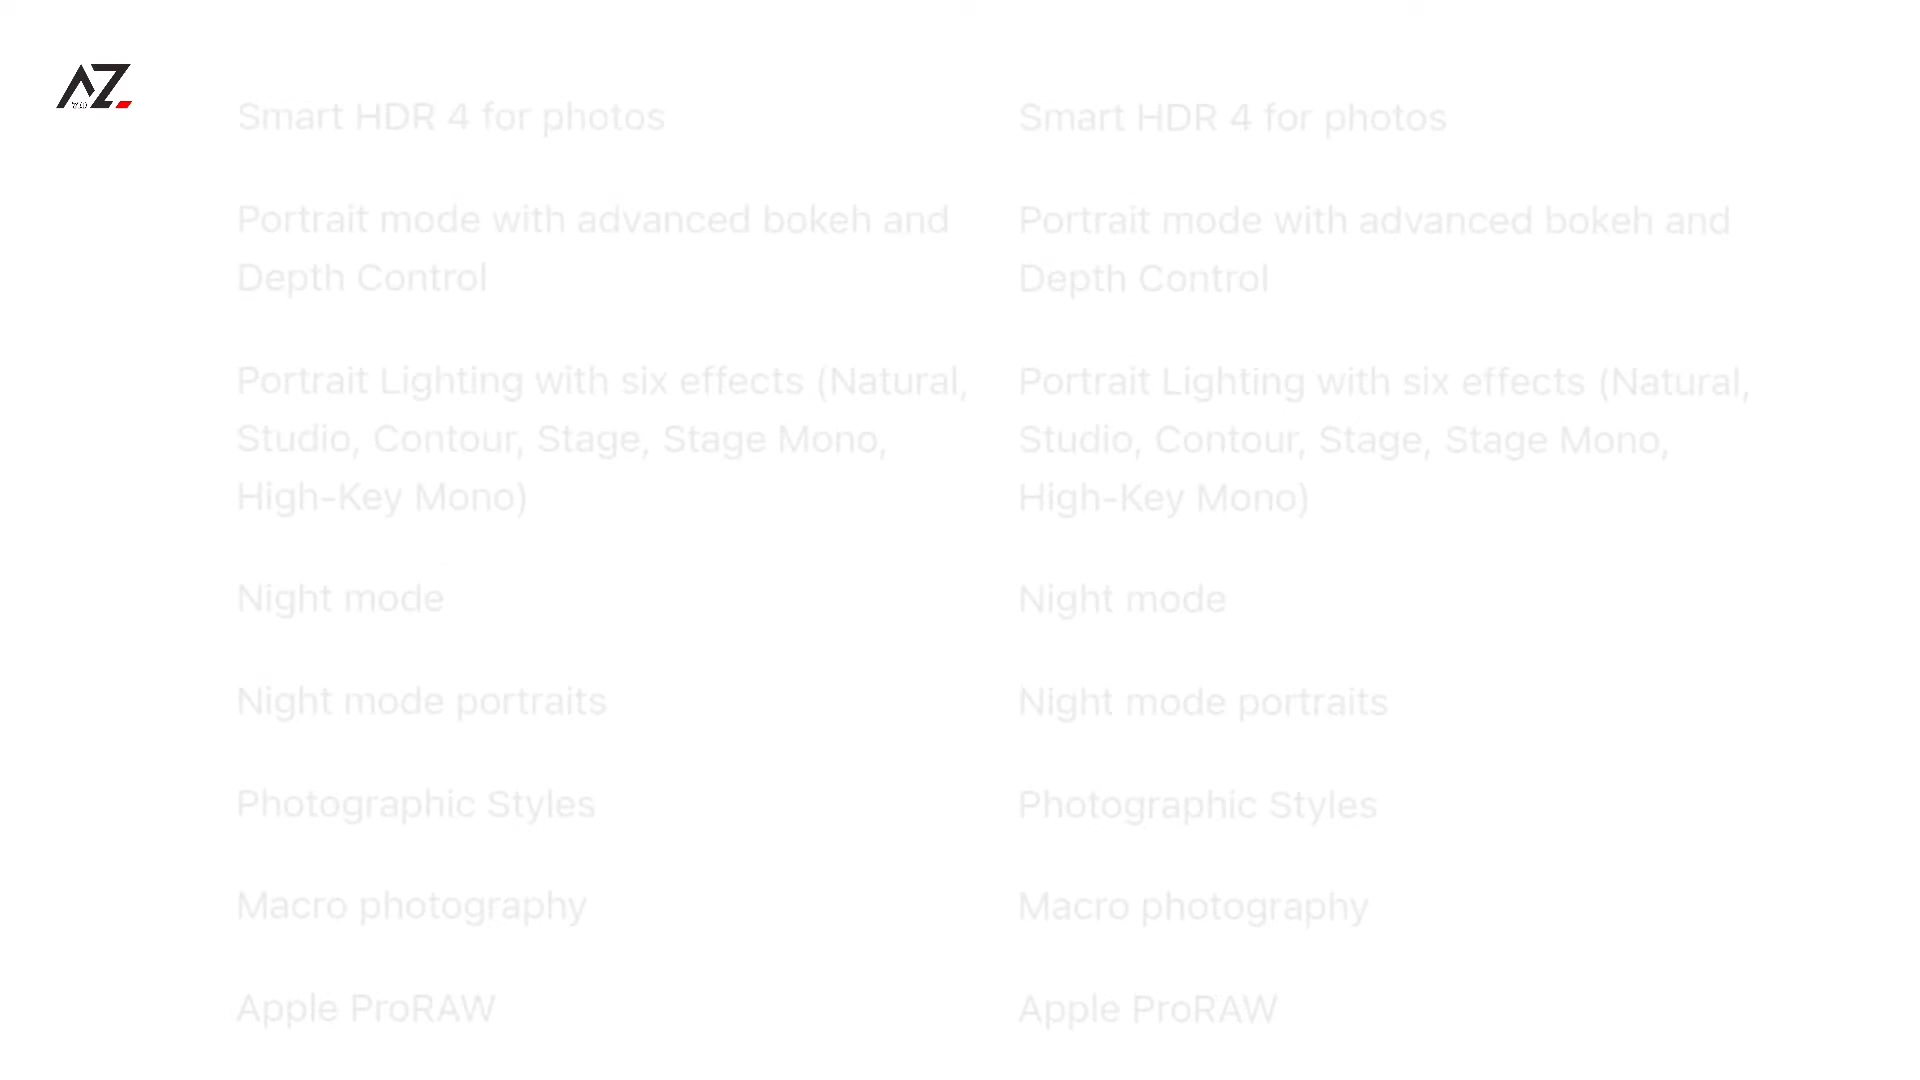 AZ.
Smart HDR 4 for photos
Portrait mode with advanced bokeh and
Depth Control
Portrait Lighting with six effects (Natural,
Studio, Contour, Stage, Stage Mono,
High-Key Mono)
Night mode
Night mode portraits
Photographic Styles
Macro photography
Apple ProRAW
Smart HDR 4 for photos
Portrait mode with advanced bokeh and
Depth Control
Portrait Lighting with six effects (Natural,
Studio, Contour, Stage, Stage Mono,
High-Key Mono)
Night mode
Night mode portraits
Photographic Styles
Macro photography
Apple ProRAW